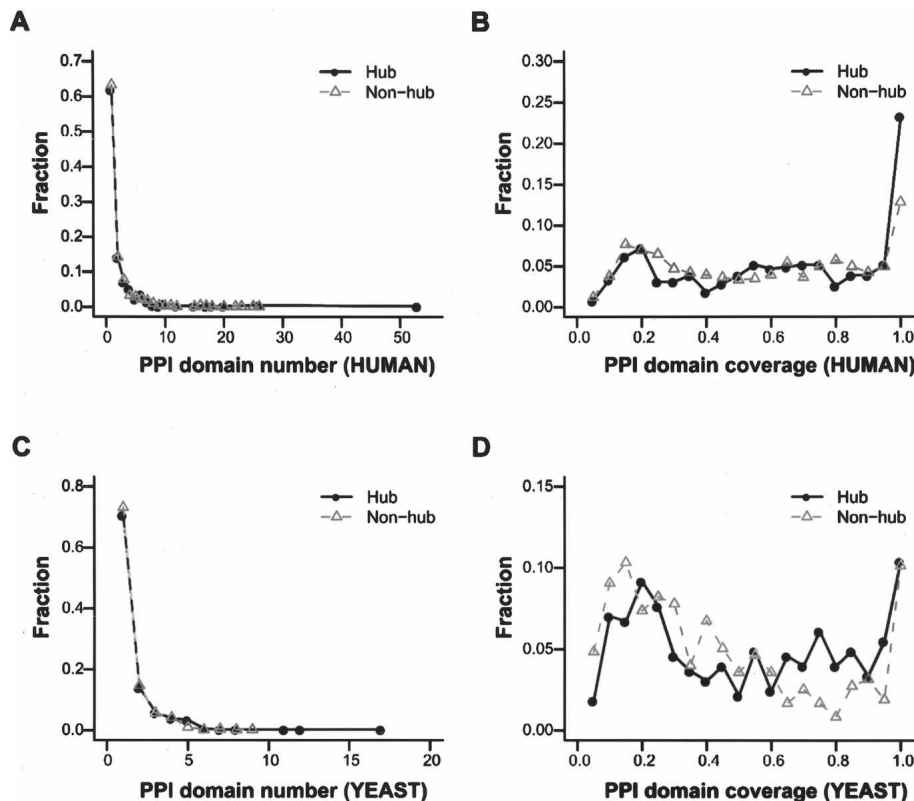 A
0.7
0.6
0.5
0.4
0.3
0.2
0.1
0.0
Fraction
Hub
Non-hub
0 10 20 30 40 50
PPI domain number (HUMAN)
B
0.30
0.25
0.20
0.15
0.10
0.05
0.00
Fraction
Hub
Non-hub
0.0 0.2 0.4 0.6 0.8 1.0
PPI domain coverage (HUMAN)
C
0.8
0.6
0.4
0.2
0.0
Fraction
Hub
Non-hub
0 5 10 15 20
PPI domain number (YEAST)
D
0.15
0.10
0.05
0.00
Fraction
Hub
Non-hub
0.0 0.2 0.4 0.6 0.8 1.0
PPI domain coverage (YEAST)